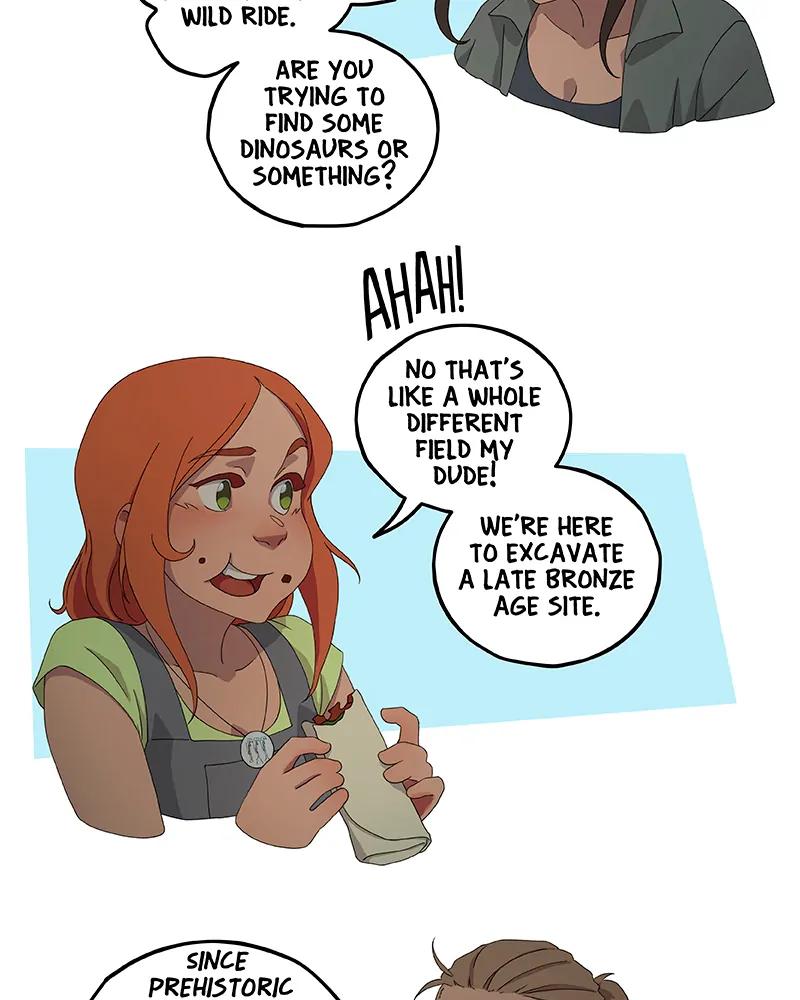 WILD RIDE.
ARE YOU
TRYING TO
FIND SOME
DINOSAURS OR
SOMETHING?
AHAH!
NO THAT'S
LIKE A WHOLE
DIFFERENT
FIELD MY
DUDE!
WE'RE HERE
TO EXCAVATE
A LATE BRONZE
AGE SITE.
SINCE
PREHISTORIC